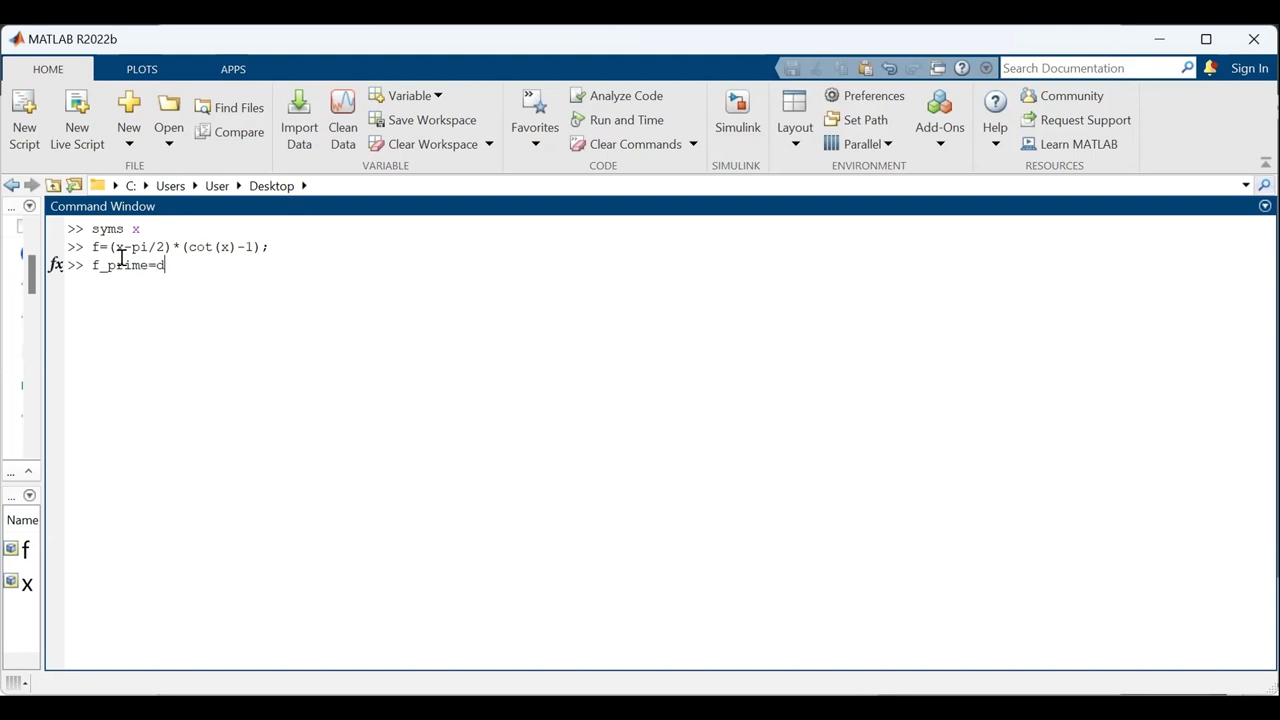 MATLAB R2022b
HOME PLOTS APPS
Search Documentation
Sign In
New Script
New Live Script
New
Open
Find Files
Compare
FILE
Import Data
Clear Data
Variable
Save Workspace
Clear Workspace
VARIABLE
Favorites
Analyze Code
Run and Time
Clear Commands
CODE
Simulink
SIMULINK
Layout
Preferences
Set Path
Parallel
ENVIRONMENT
Add-Ons
Help
Community
Request Support
Learn MATLAB
RESOURCES
C: Users User Desktop
...
Command Window
>> syms x
>> f=(x-pi/2)*(cot(x)-1);
fx >> f_prime=d
...
...
Name
f
x